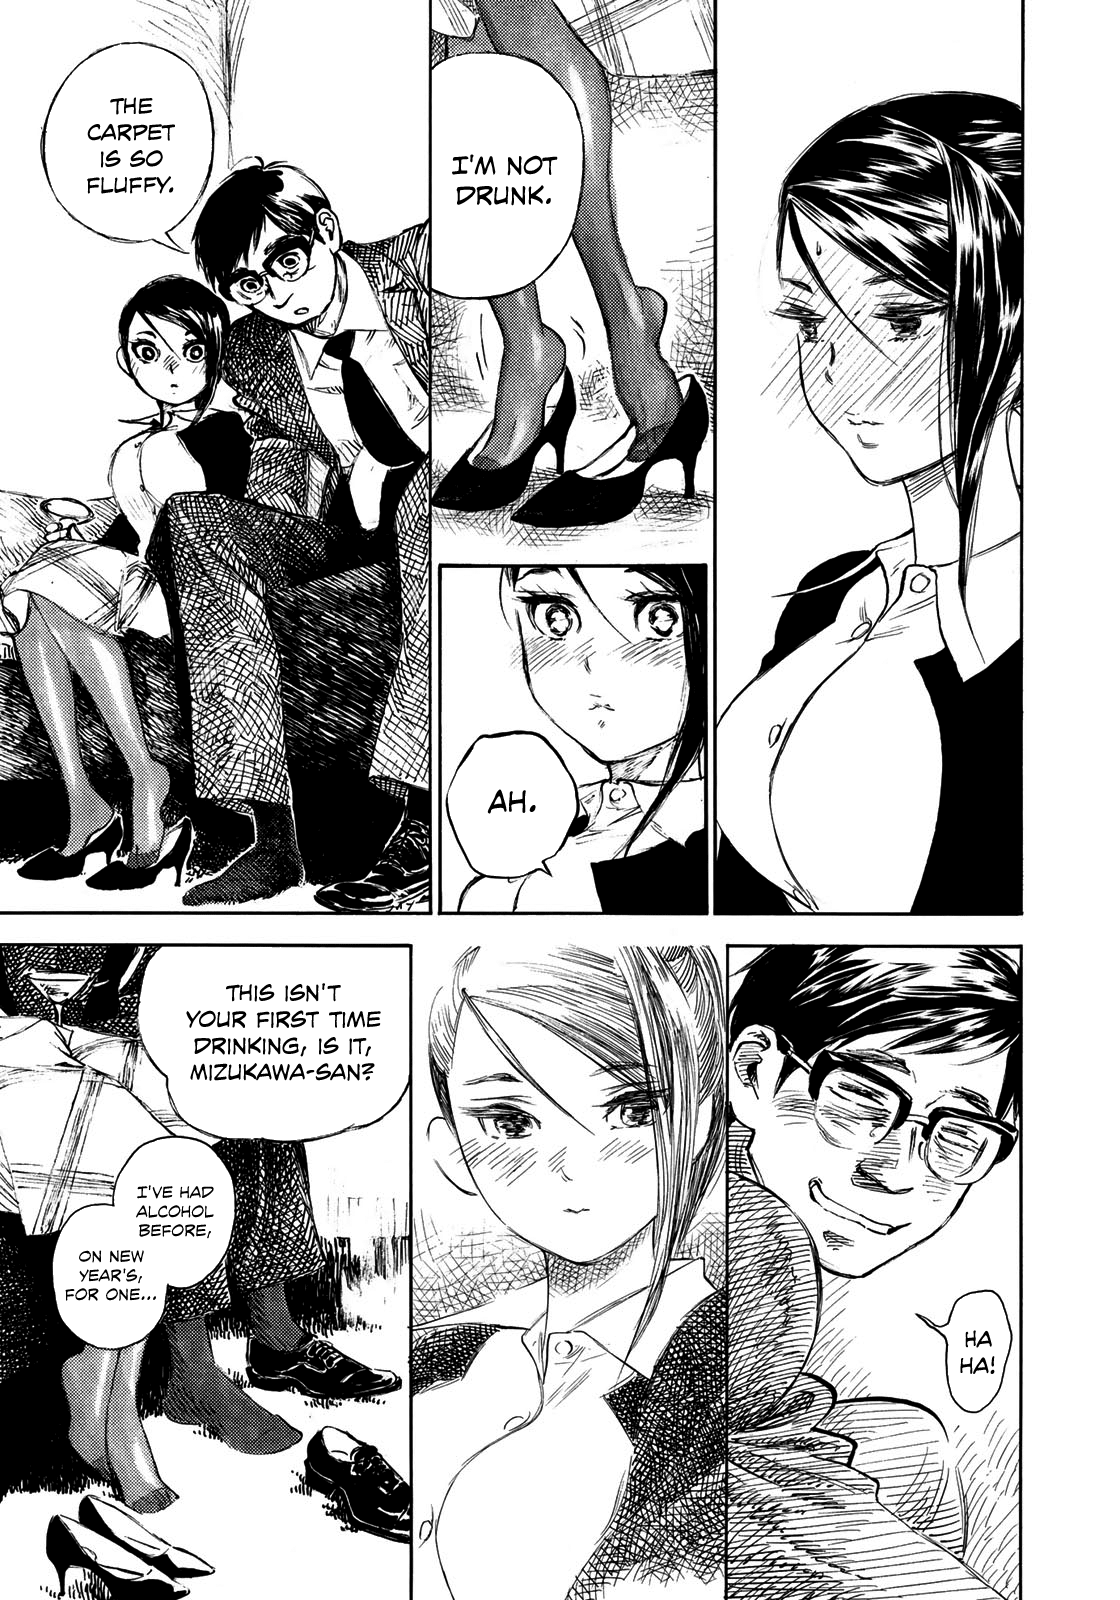 I'M NOT
DRUNK.
AH.
THE
CARPET
IS SO
FLUFFY.
HA
HA!
THIS ISN'T
YOUR FIRST TIME
DRINKING, IS IT,
MIZUKAWA-SAN?
I'VE HAD
ALCOHOL
BEFORE,
ON NEW
YEAR'S,
FOR ONE...